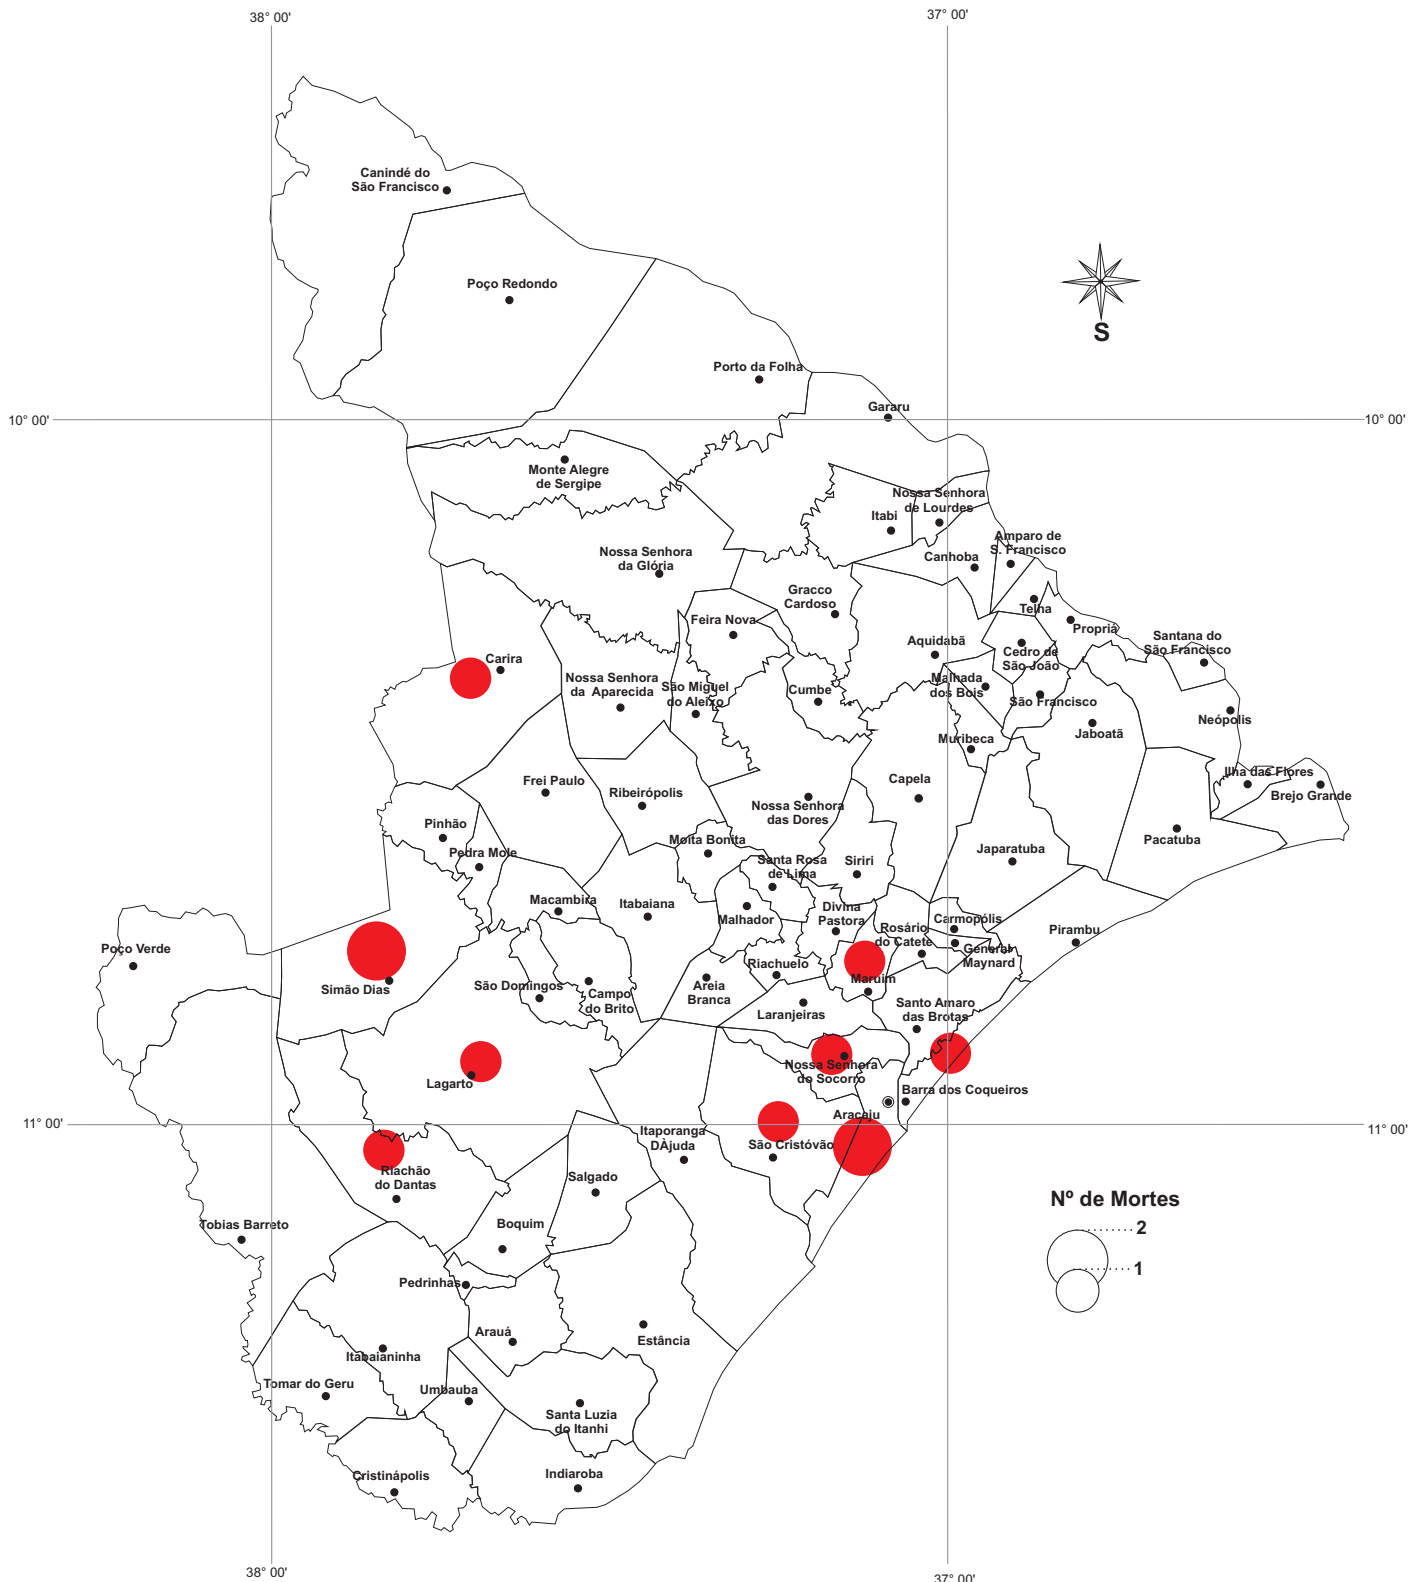 38° 00'
37° 00'
Canindé do
São Francisco
Poço Redondo
S
Porto da Folha
Gararu
10° 00'
10° 00'
Monte Alegre
de Sergipe
Nossa Senhora
de Lourdes
Itabi
Amparo de
S. Francisco
Canhoba
Nossa Senhora
da Glória
Gracco
Cardoso
Telha
Propriá
Feira Nova
Santana do
São Francisco
Aquidabã
Cedro de
São João
Carira
Nossa Senhora
da Aparecida
São Miguel
do Aleixo
Cumbe
Malhada
dos Bois
São Francisco
Neópolis
Jaboatã
Muribeca
Frei Paulo
Ribeirópolis
Capela
Ilha das Flores
Brejo Grande
Nossa Senhora
das Dores
Pinhão
Pedra Mole
Moita Bonita
Santa Rosa
de Lima
Siriri
Japaratuba
Pacatuba
Macambira
Itabaiana
Malhador
Divina
Pastora
Rosário
do Catete
Carmopólis
Pirambu
General
Maynard
Poço Verde
Simão Dias
São Domingos
Campo
do Brito
Areia
Branca
Riachuelo
Maruim
Laranjeiras
Santo Amaro
das Brotas
Lagarto
Nossa Senhora
do Socorro
Barra dos Coqueiros
Aracaju
11° 00'
11° 00'
Itaporanga
DÀjuda
São Cristóvão
Riachão
do Dantas
Salgado
Nº de Mortes
2
1
Tobias Barreto
Boquim
Pedrinhas
Arauá
Estância
Itabaianinha
Tomar do Geru
Umbauba
Santa Luzia
do Itanhi
Cristinápolis
Indiaroba
38° 00'
37° 00'